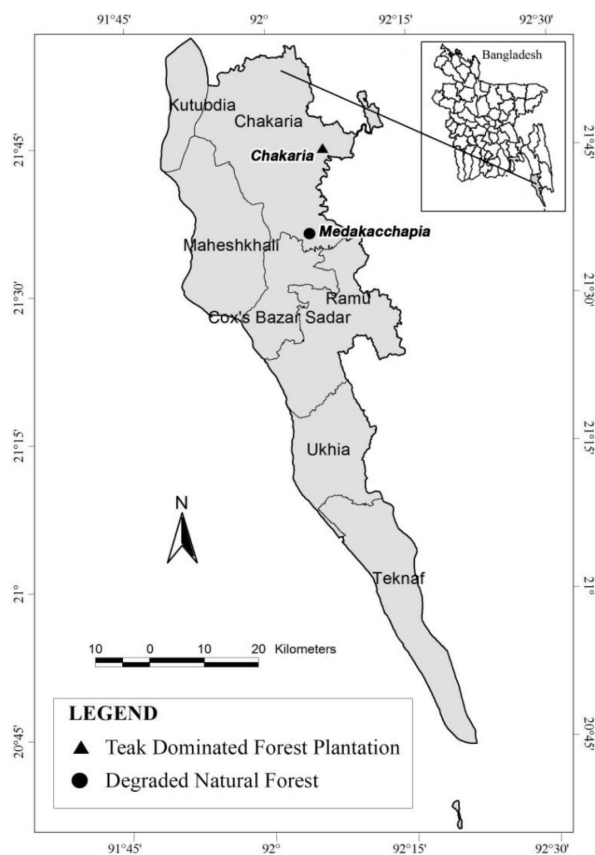 91°45' 92° 92°15' 92°30'
Bangladesh
Kutubdia
Chakaria
21°45' Chakaria 21°45'
Medakacchapia
Maheshkhali
Ramu
21°30' 21°30'
Cox's Bazar Sadar
21°15' 21°15'
Ukhia
N
Teknaf
21° 21°
10 0 10 20 Kilometers
LEGEND
Teak Dominated Forest Plantation
Degraded Natural Forest
20°45' 20°45'
91°45' 92° 92°15' 92°30'